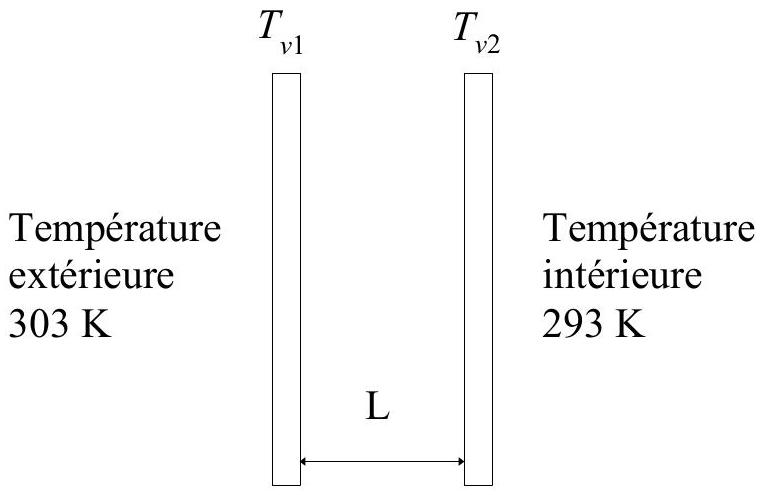 T_v1
T_v2
Température
extérieure
303 K
Température
intérieure
293 K
L